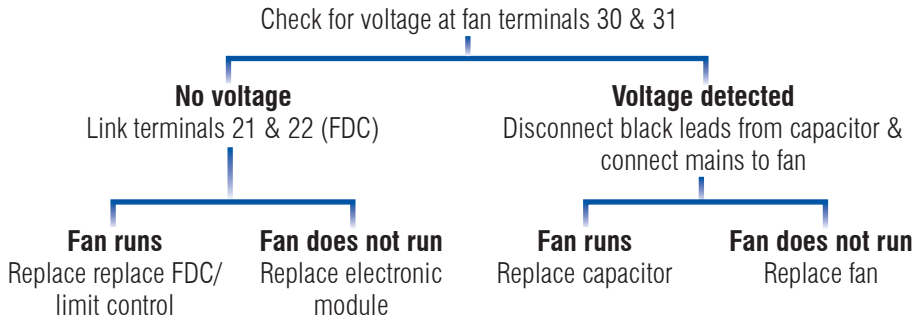 Check for voltage at fan terminals 30 & 31
No voltage
Link terminals 21 & 22 (FDC)
Voltage detected
Disconnect black leads from capacitor &
connect mains to fan
Fan runs
Replace replace FDC/
limit control
Fan does not run
Replace electronic
module
Fan runs
Replace capacitor
Fan does not run
Replace fan